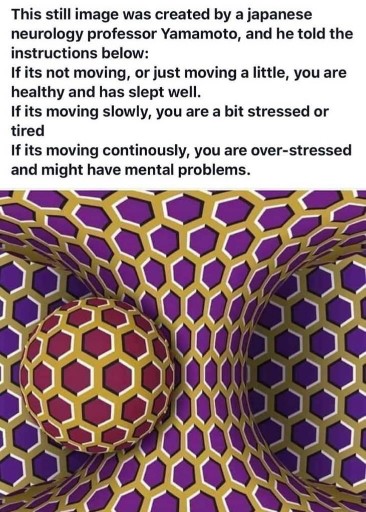 This still image was created by a japanese
neurology professor Yamamoto, and he told the
instructions below:
If its not moving, or just moving a little, you are
healthy and has slept well.
If its moving slowly, you are a bit stressed or
tired
If its moving continously, you are over-stressed
and might have mental problems.